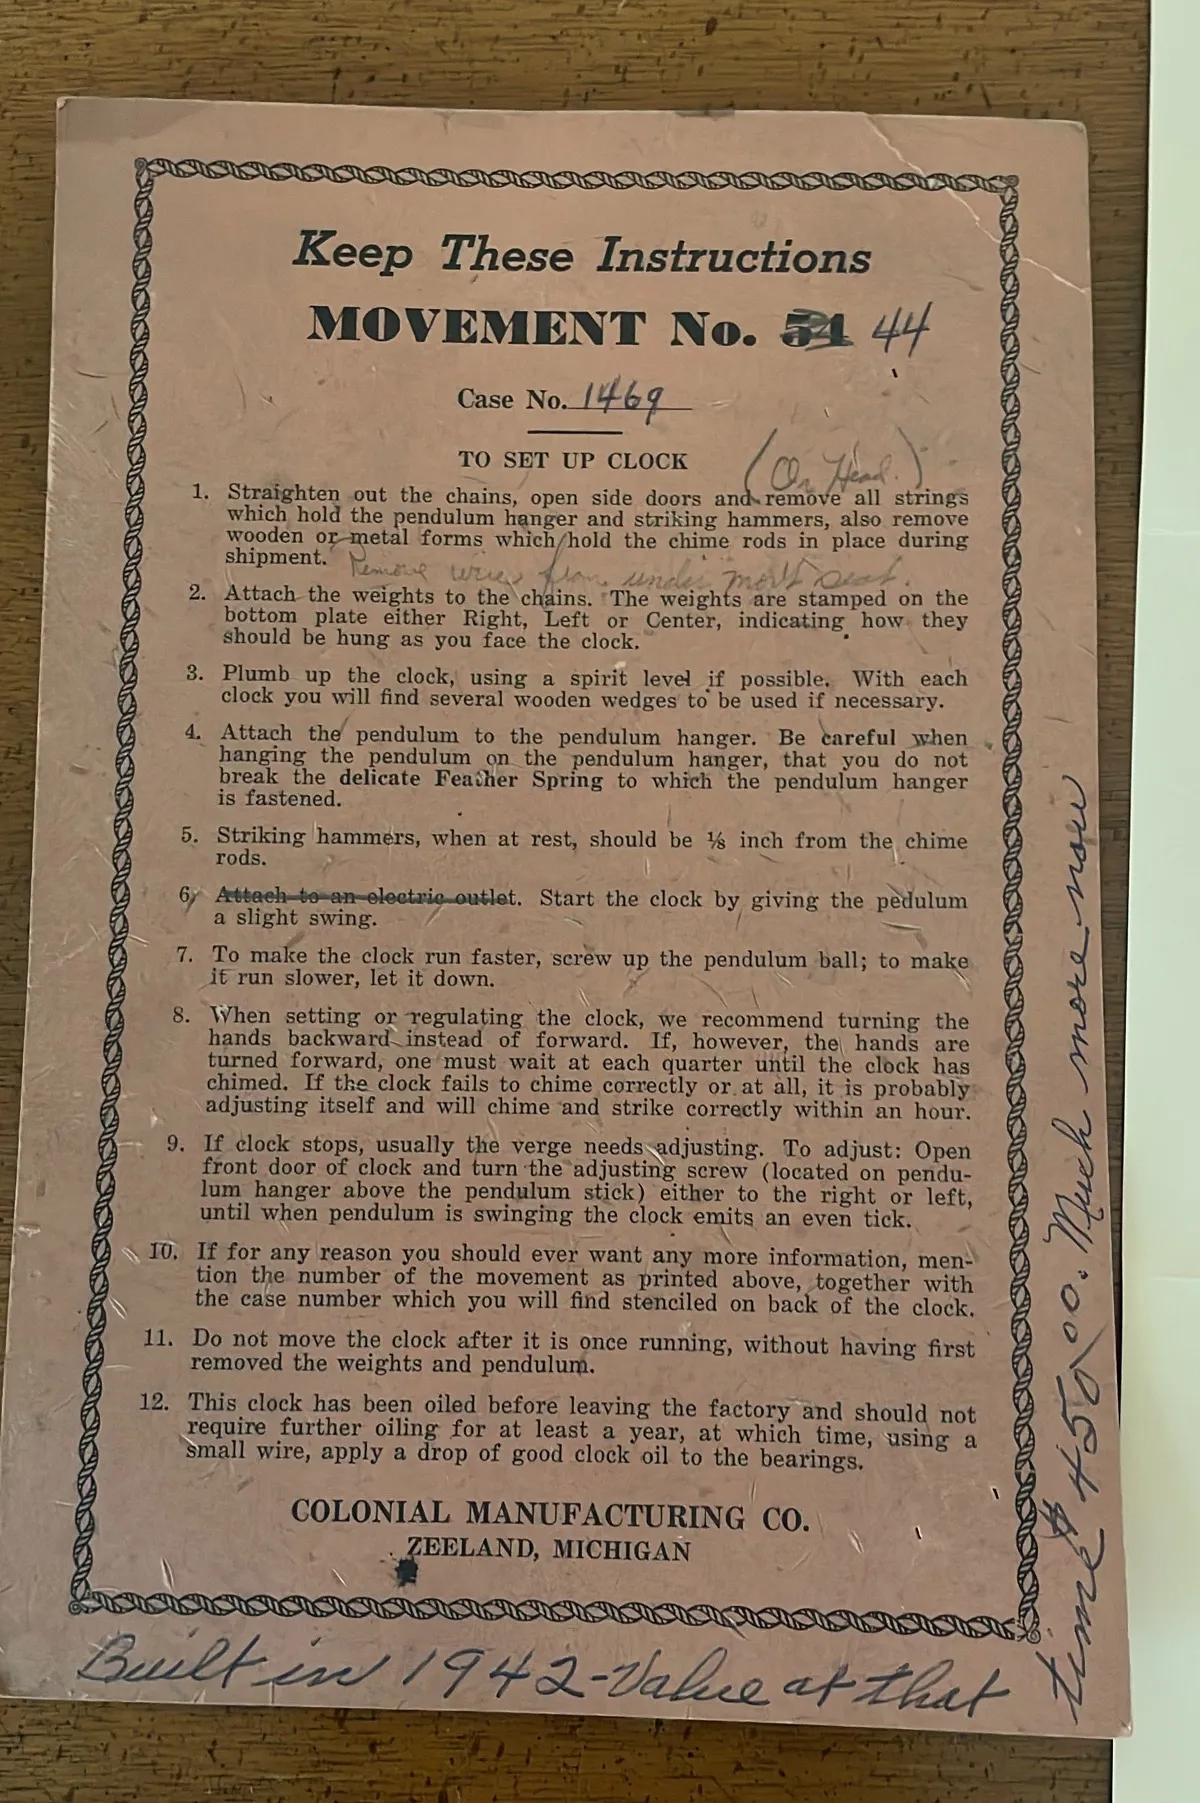 Keep These Instructions
MOVEMENT No. 54 44
Case No. 1469
TO SET UP CLOCK
(On Head.)
1. Straighten out the chains, open side doors and remove all strings
which hold the pendulum hanger and striking hammers, also remove
wooden or metal forms which hold the chime rods in place during
shipment.
Remove wires from under mov't seat.
2. Attach the weights to the chains. The weights are stamped on the
bottom plate either Right, Left or Center, indicating how they
should be hung as you face the clock.
3. Plumb up the clock, using a spirit level if possible. With each
clock you will find several wooden wedges to be used if necessary.
4. Attach the pendulum to the pendulum hanger. Be careful when
hanging the pendulum on the pendulum hanger, that you do not
break the delicate Feather Spring to which the pendulum hanger
is fastened.
5. Striking hammers, when at rest, should be ⅛ inch from the chime
rods.
6. Attach to an electric outlet. Start the clock by giving the pedulum
a slight swing.
7. To make the clock run faster, screw up the pendulum ball; to make
it run slower, let it down.
8. When setting or regulating the clock, we recommend turning the
hands backward instead of forward. If, however, the hands are
turned forward, one must wait at each quarter until the clock has
chimed. If the clock fails to chime correctly or at all, it is probably
adjusting itself and will chime and strike correctly within an hour.
9. If clock stops, usually the verge needs adjusting. To adjust: Open
front door of clock and turn the adjusting screw (located on pendu-
lum hanger above the pendulum stick) either to the right or left,
until when pendulum is swinging the clock emits an even tick.
10. If for any reason you should ever want any more information, men-
tion the number of the movement as printed above, together with
the case number which you will find stenciled on back of the clock.
11. Do not move the clock after it is once running, without having first
removed the weights and pendulum.
12. This clock has been oiled before leaving the factory and should not
require further oiling for at least a year, at which time, using a
small wire, apply a drop of good clock oil to the bearings.
COLONIAL MANUFACTURING CO.
ZEELAND, MICHIGAN
Built in 1942 - Value at that
time $450.00. Much more now